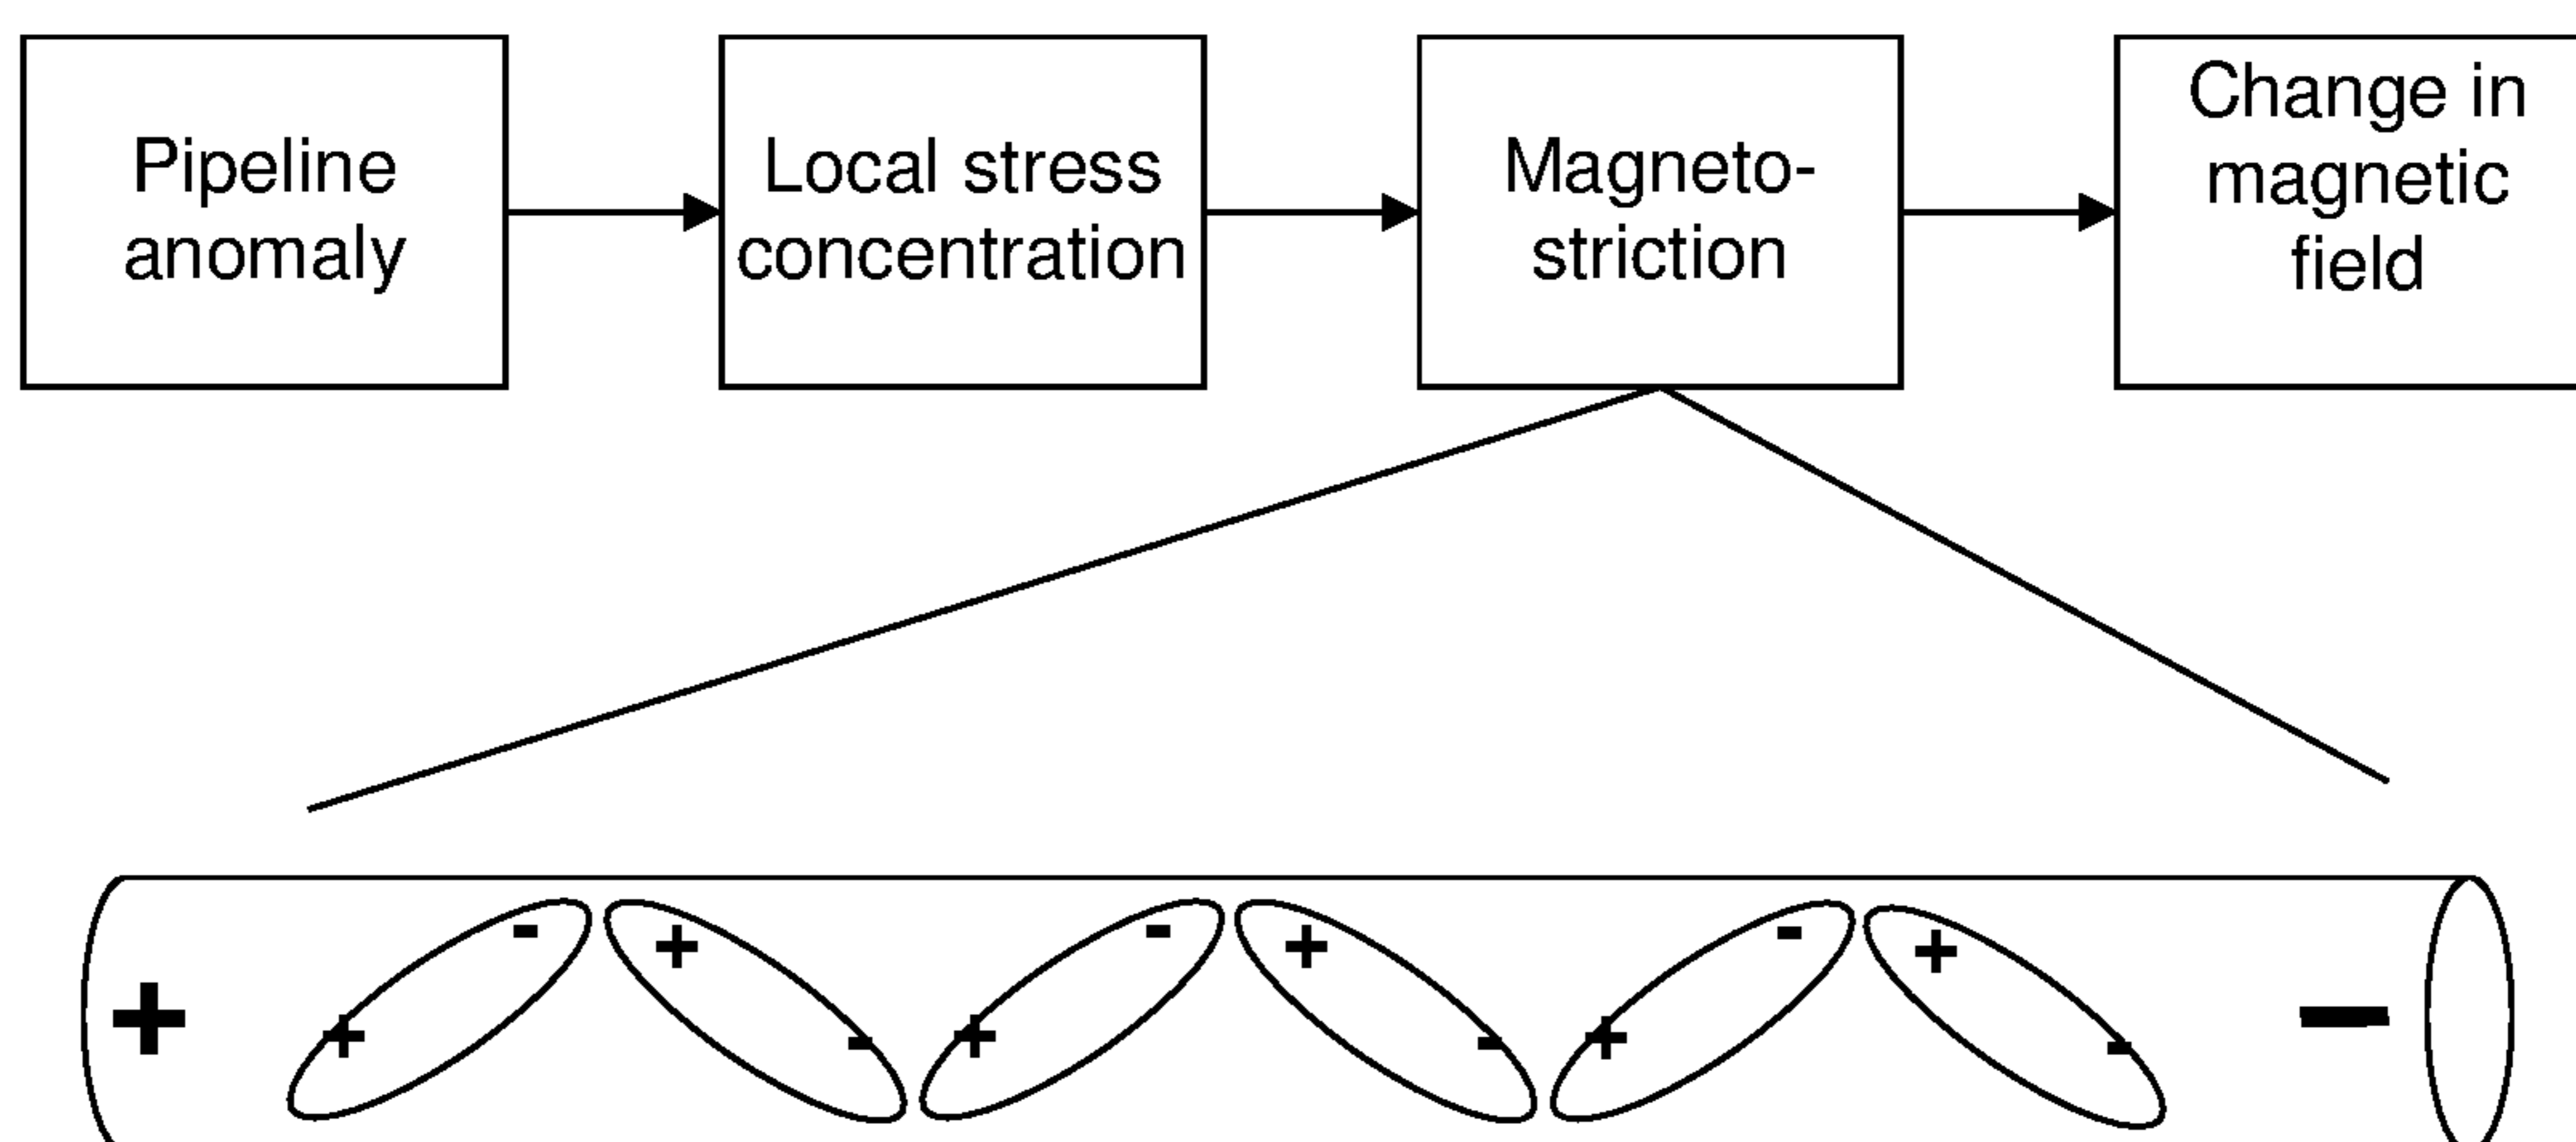 Pipeline
anomaly
Local stress
concentration
Magneto-
striction
Change in
magnetic
field
- + - + - +
+ + - + - + - -